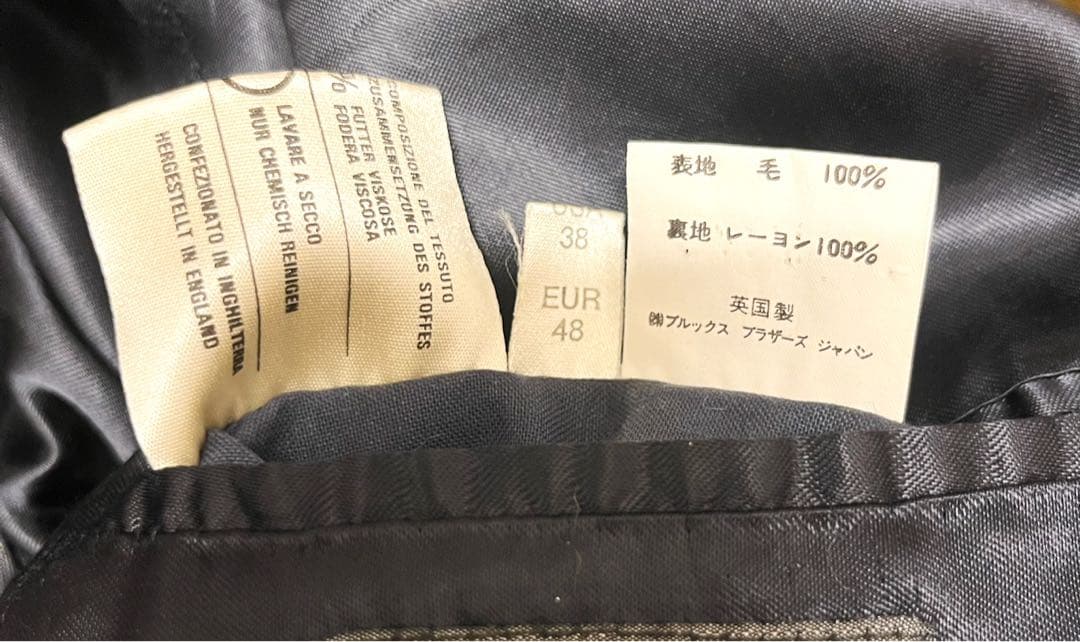 COMPOSIZIONE DEL TESSUTO
ZUSAMMENSETZUNG DES STOFFES
% FUTTER VISKOSE
% FODERA VISCOSA
LAVARE A SECCO
NUR CHEMISCH REINIGEN
CONFEZIONATO IN INGHILTERRA
HERGESTELLT IN ENGLAND
38
EUR
48
表地 毛 100%
裏地 レーヨン100%
英国製
㈱ブルックス ブラザーズ ジャパン